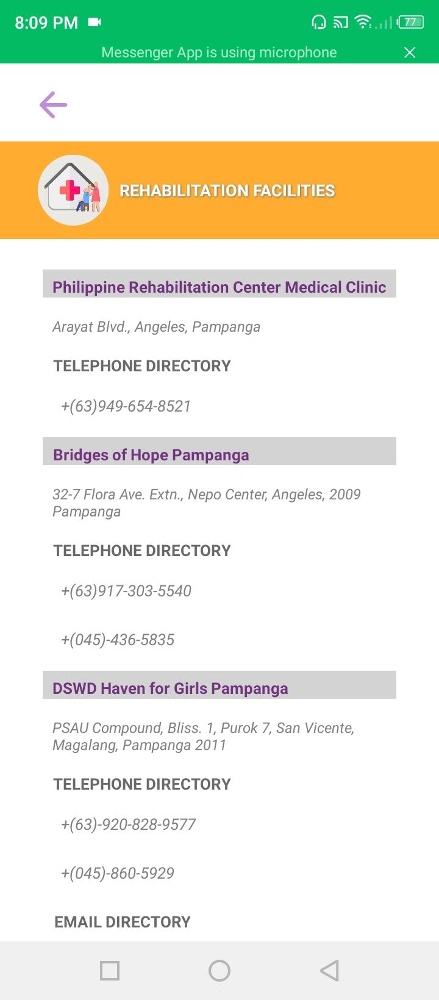 8:09 PM
77
Messenger App is using microphone
REHABILITATION FACILITIES
Philippine Rehabilitation Center Medical Clinic
Arayat Blvd., Angeles, Pampanga
TELEPHONE DIRECTORY
+(63)949-654-8521
Bridges of Hope Pampanga
32-7 Flora Ave. Extn., Nepo Center, Angeles, 2009
Pampanga
TELEPHONE DIRECTORY
+(63)917-303-5540
+(045)-436-5835
DSWD Haven for Girls Pampanga
PSAU Compound, Bliss. 1, Purok 7, San Vicente,
Magalang, Pampanga 2011
TELEPHONE DIRECTORY
+(63)-920-828-9577
+(045)-860-5929
EMAIL DIRECTORY